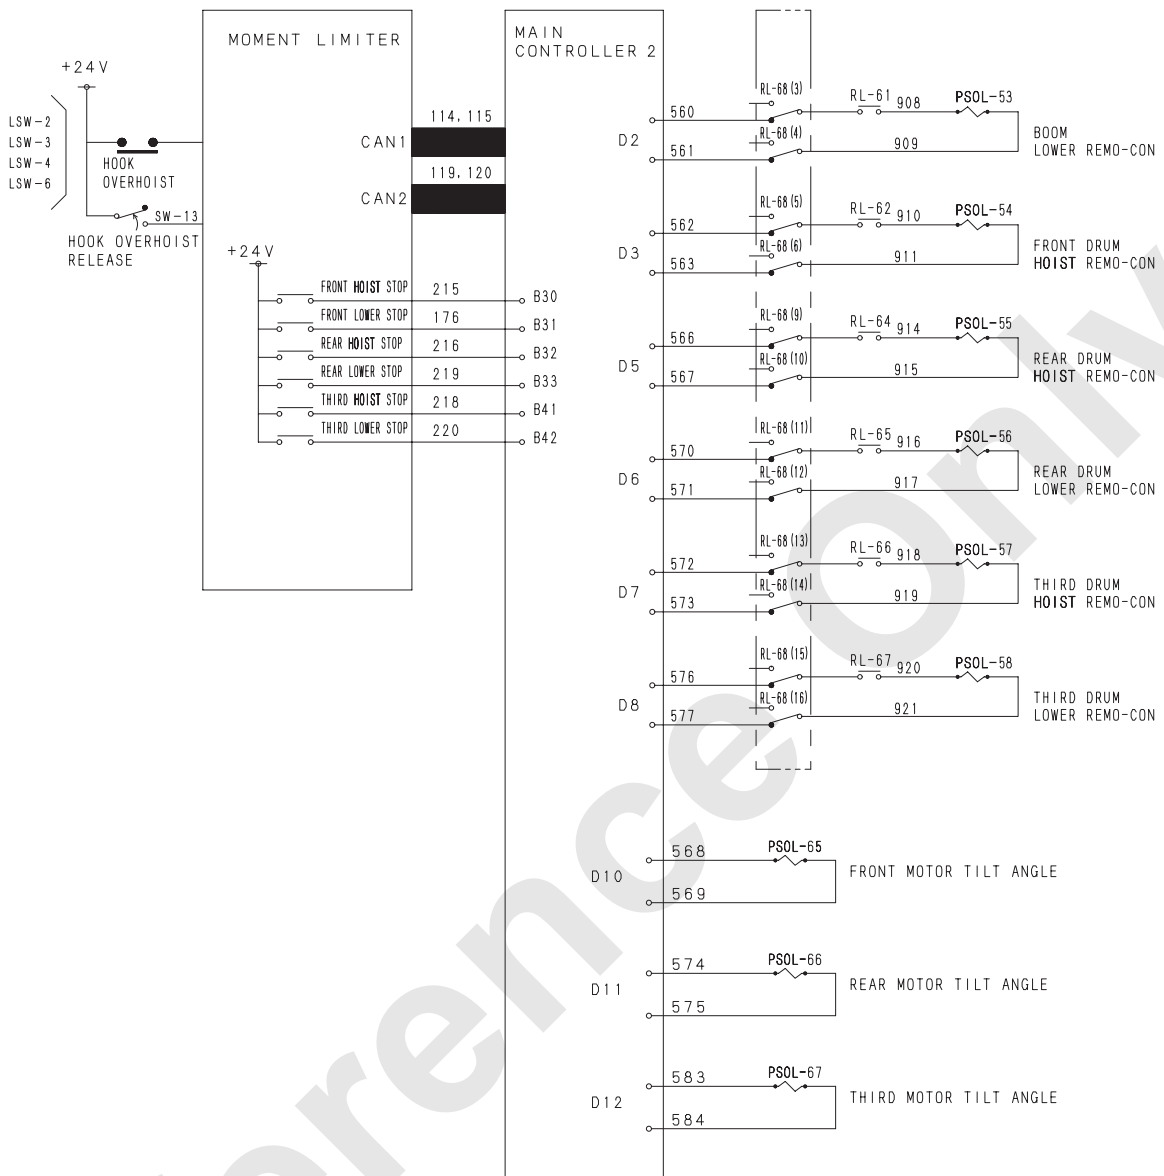 MOMENT LIMITER
MAIN
CONTROLLER 2
+24V
LSW-2
LSW-3
LSW-4
LSW-6
HOOK
OVERHOIST
SW-13
HOOK OVERHOIST
RELEASE
CAN1
114, 115
CAN2
119, 120
+24V
FRONT HOIST STOP 215 B30
FRONT LOWER STOP 176 B31
REAR HOIST STOP 216 B32
REAR LOWER STOP 219 B33
THIRD HOIST STOP 218 B41
THIRD LOWER STOP 220 B42
D2
560 RL-68(3) RL-61 908 PSOL-53
561 RL-68(4) 909
BOOM
LOWER REMO-CON
D3
562 RL-68(5) RL-62 910 PSOL-54
563 RL-68(6) 911
FRONT DRUM
HOIST REMO-CON
D5
566 RL-68(9) RL-64 914 PSOL-55
567 RL-68(10) 915
REAR DRUM
HOIST REMO-CON
D6
570 RL-68(11) RL-65 916 PSOL-56
571 RL-68(12) 917
REAR DRUM
LOWER REMO-CON
D7
572 RL-68(13) RL-66 918 PSOL-57
573 RL-68(14) 919
THIRD DRUM
HOIST REMO-CON
D8
576 RL-68(15) RL-67 920 PSOL-58
577 RL-68(16) 921
THIRD DRUM
LOWER REMO-CON
D10
568 PSOL-65
569
FRONT MOTOR TILT ANGLE
D11
574 PSOL-66
575
REAR MOTOR TILT ANGLE
D12
583 PSOL-67
584
THIRD MOTOR TILT ANGLE
erence Only